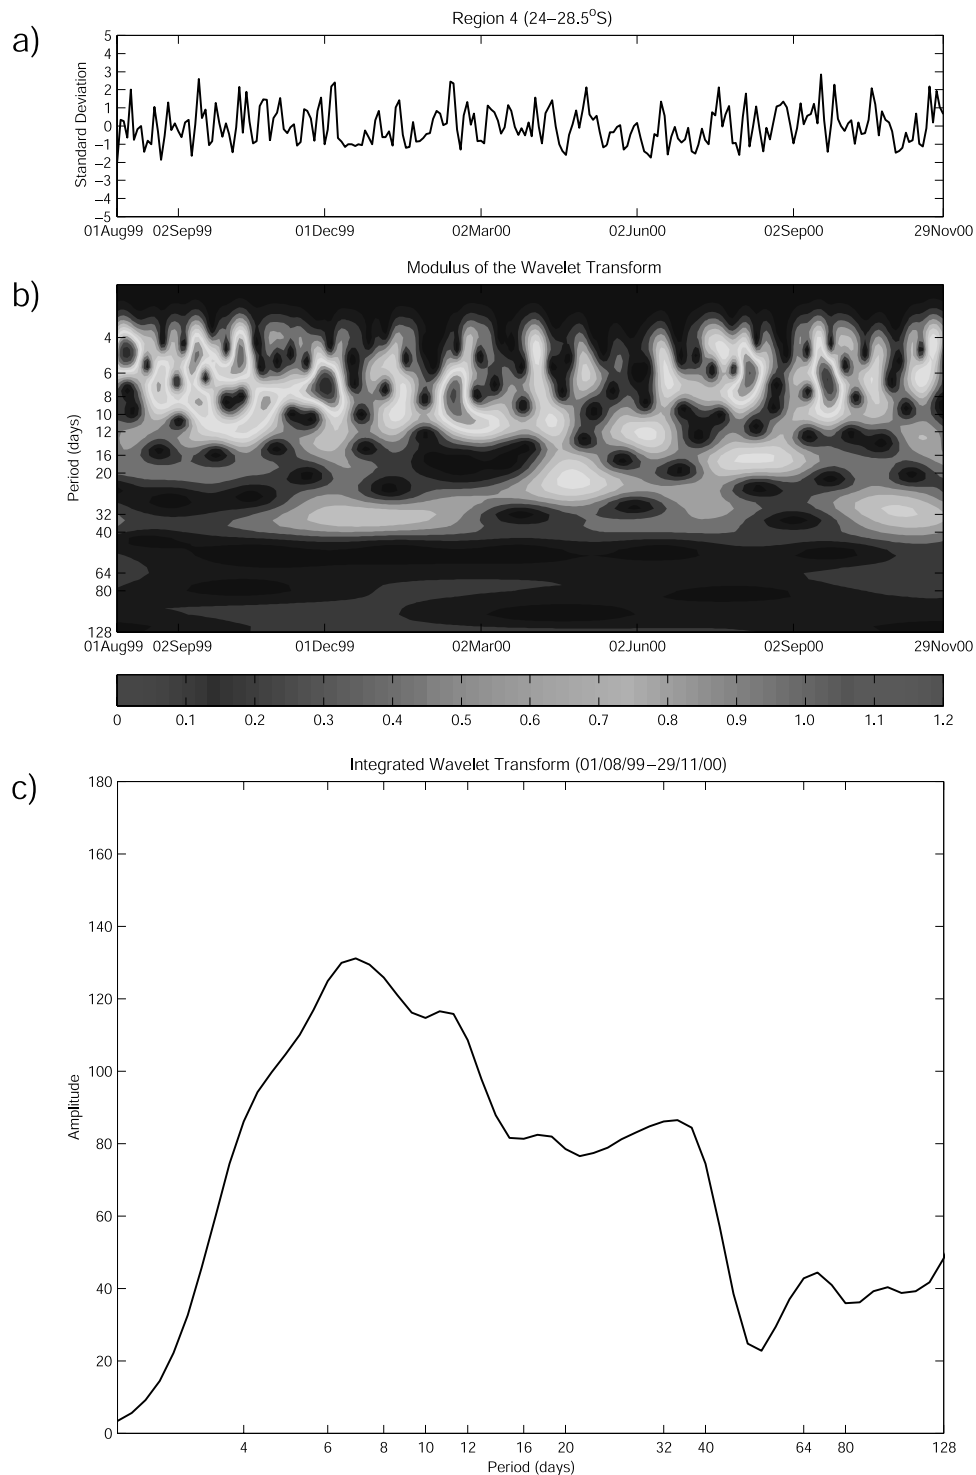 a)
Region 4 (24–28.5oS)
Standard Deviation
5
4
3
2
1
0
–1
–2
–3
–4
–5
01Aug99 02Sep99 01Dec99 02Mar00 02Jun00 02Sep00 29Nov00
b)
Modulus of the Wavelet Transform
Period (days)
4
6
8
10
12
16
20
32
40
64
80
128
01Aug99 02Sep99 01Dec99 02Mar00 02Jun00 02Sep00 29Nov00
0 0.1 0.2 0.3 0.4 0.5 0.6 0.7 0.8 0.9 1.0 1.1 1.2
c)
Integrated Wavelet Transform (01/08/99–29/11/00)
Amplitude
180
160
140
120
100
80
60
40
20
0
4 6 8 10 12 16 20 32 40 64 80 128
Period (days)